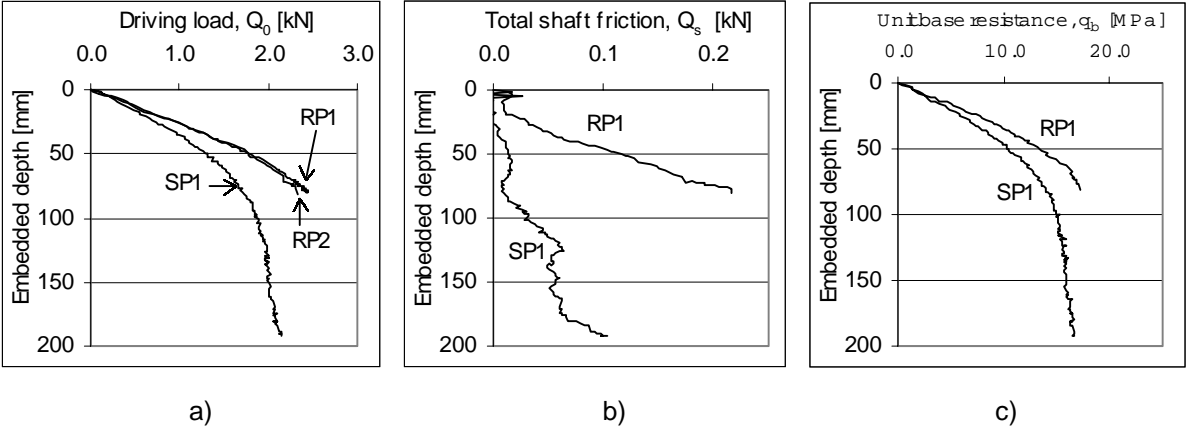 Driving load, Q0 [kN]
0.0 1.0 2.0 3.0
0
50
100
150
200
Embedded depth [mm]
RP1
SP1
RP2
a)
Total shaft friction, Qs [kN]
0.0 0.1 0.2
0
50
100
150
200
Embedded depth [mm]
RP1
SP1
b)
Unit base resistance, qb [MPa]
0.0 10.0 20.0
0
50
100
150
200
Embedded depth [mm]
RP1
SP1
c)